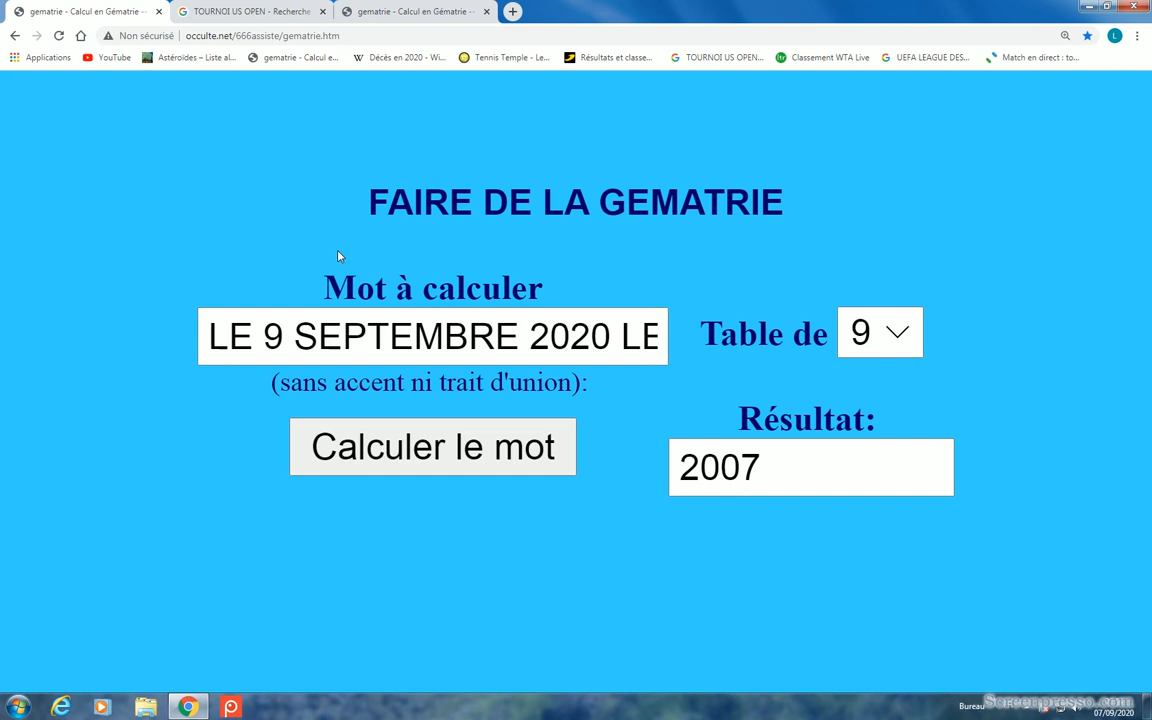 gematrie - Calcul en Gématrie -
TOURNOI US OPEN - Recherche
gematrie - Calcul en Gématrie -
Non sécurisé
occulte.net/666assiste/gematrie.htm
L
Applications
YouTube
Astéroïdes – Liste al...
gematrie - Calcul e...
W Décès en 2020 - Wi...
Tennis Temple - Le...
Résultats et classe...
TOURNOI US OPEN...
ltr Classement WTA Live
UEFA LEAGUE DES...
Match en direct : to...
FAIRE DE LA GEMATRIE
Mot à calculer
LE 9 SEPTEMBRE 2020 LE
Table de 9
(sans accent ni trait d'union):
Calculer le mot
Résultat:
2007
Bureau
Screenpresso.com
07/09/2020